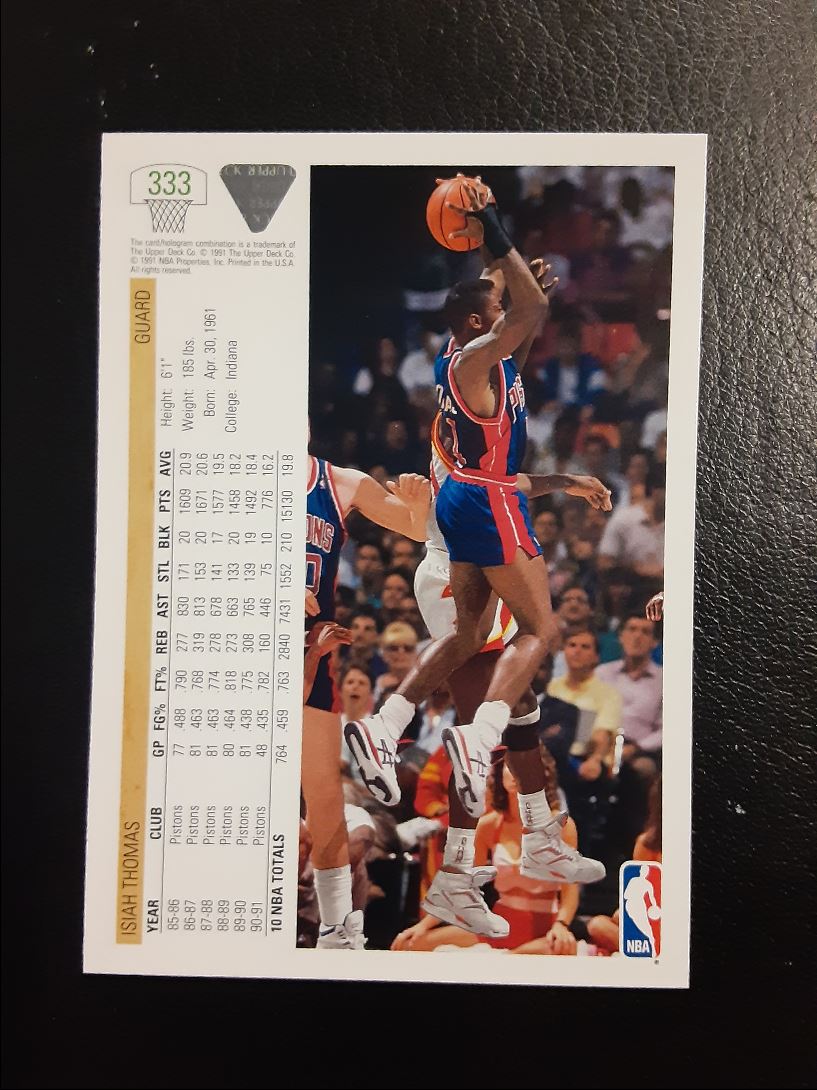 333
The card/hologram combination is a trademark of
The Upper Deck Co. © 1991 The Upper Deck Co.
© 1991 NBA Properties, Inc. Printed in the U.S.A.
All rights reserved.
ISIAH THOMAS GUARD
Height: 6'1"
Weight: 185 lbs.
Born: Apr. 30, 1961
College: Indiana
YEAR CLUB GP FG% FT% REB AST STL BLK PTS AVG
85-86 Pistons 77 .488 .790 277 830 171 20 1609 20.9
86-87 Pistons 81 .463 .768 319 813 153 20 1671 20.6
87-88 Pistons 81 .463 .774 278 678 141 17 1577 19.5
88-89 Pistons 80 .464 .818 273 663 133 20 1458 18.2
89-90 Pistons 81 .438 .775 308 765 139 19 1492 18.4
90-91 Pistons 48 .435 .782 160 446 75 10 776 16.2
10 NBA TOTALS 764 .459 .763 2840 7431 1552 210 15130 19.8
NBA